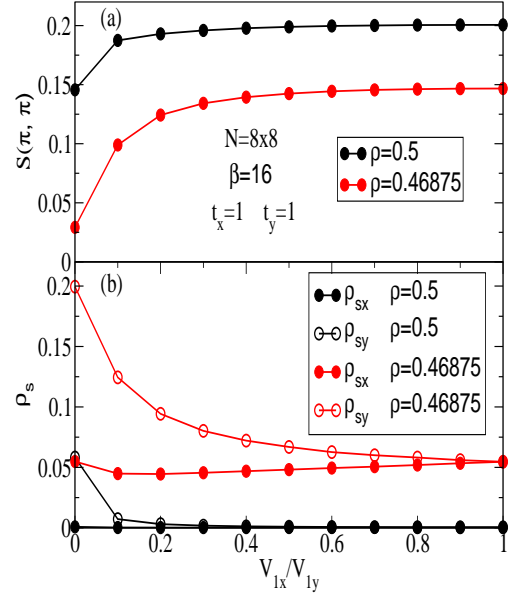 (a)
0.2
0.15
0.1
0.05
0
S(π, π)
N=8x8
β=16
t_x=1 t_y=1
ρ=0.5
ρ=0.46875
(b)
0.2
0.15
0.1
0.05
0
ρ_s
ρ_sx ρ=0.5
ρ_sy ρ=0.5
ρ_sx ρ=0.46875
ρ_sy ρ=0.46875
0 0.2 0.4 0.6 0.8 1
V_1x/V_1y